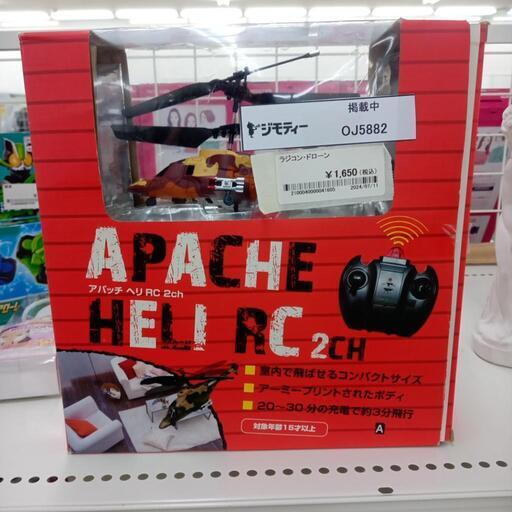 掲載中
ジモティー
OJ5882
ラジコン・ドローン
¥1,650(税込)
2100040000041605
2024/07/11
APACHE
アパッチ ヘリ RC 2ch
HELI RC 2CH
室内で飛ばせるコンパクトサイズ
アーミープリントされたボディ
20〜30分の充電で約3分飛行
対象年齢15才以上
A